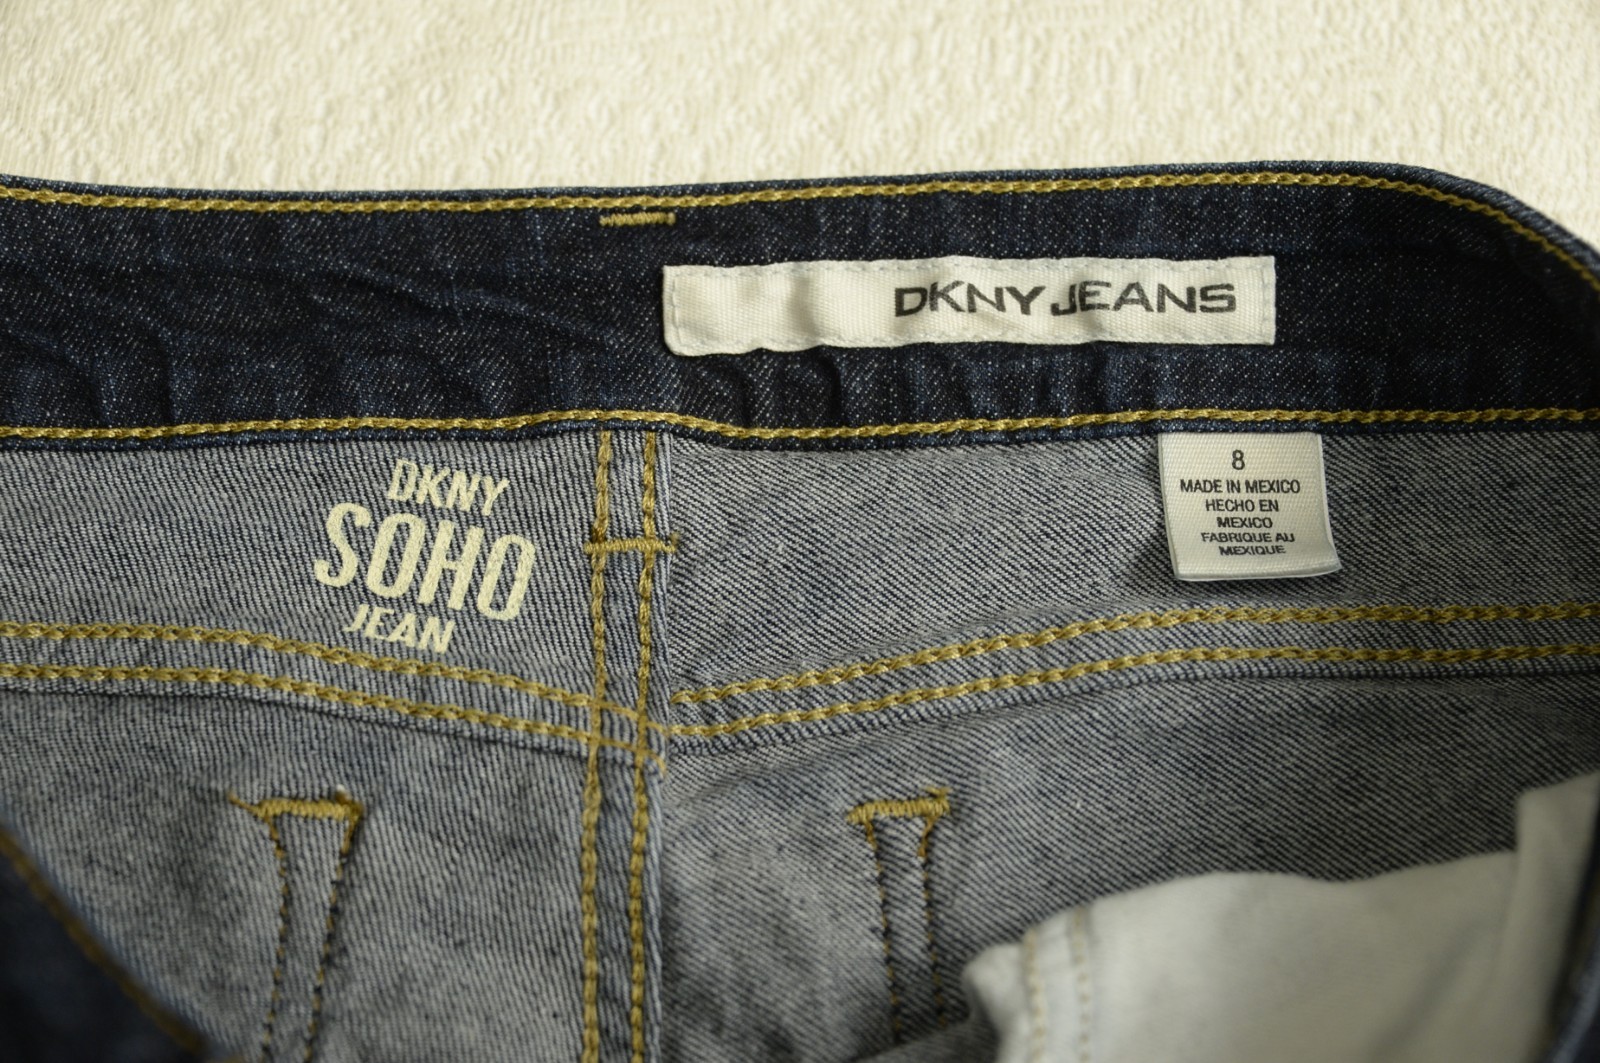 DKNY JEANS
DKNY
SOHO
JEAN
8
MADE IN MEXICO
HECHO EN
MEXICO
FABRIQUE AU
MEXIQUE